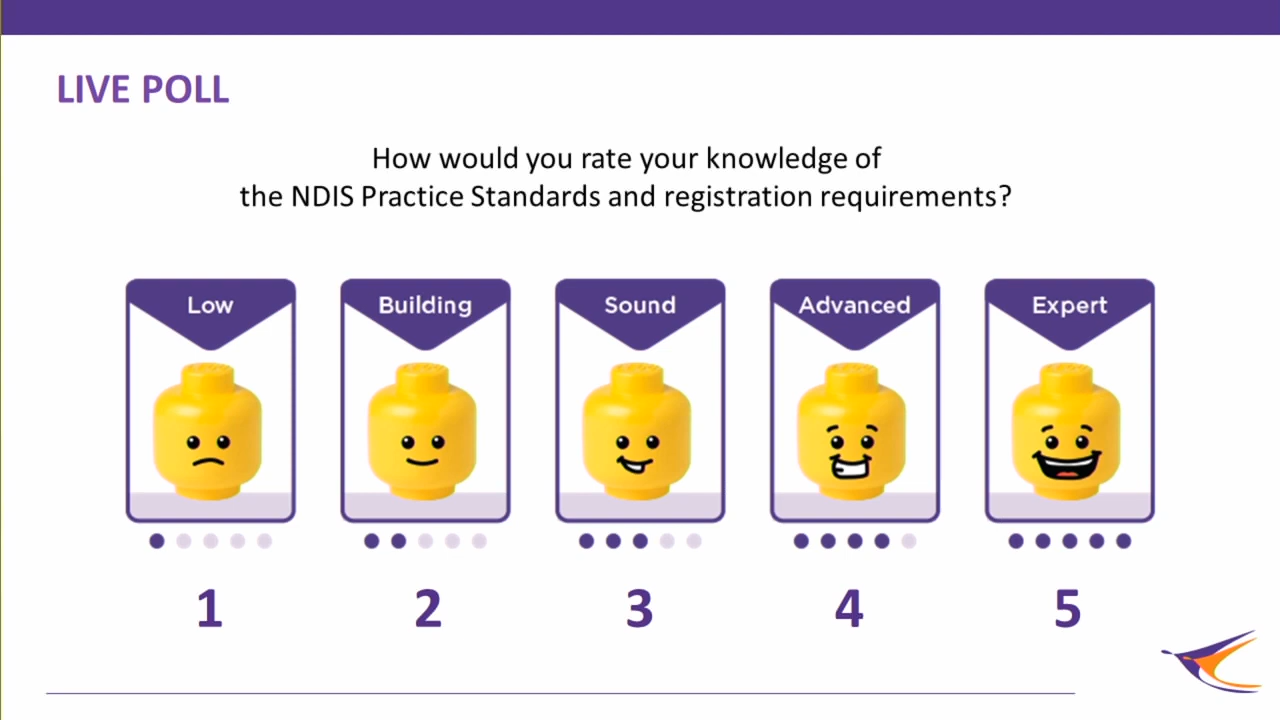 LIVE POLL
How would you rate your knowledge of
the NDIS Practice Standards and registration requirements?
Low Building Sound Advanced Expert
1 2 3 4 5